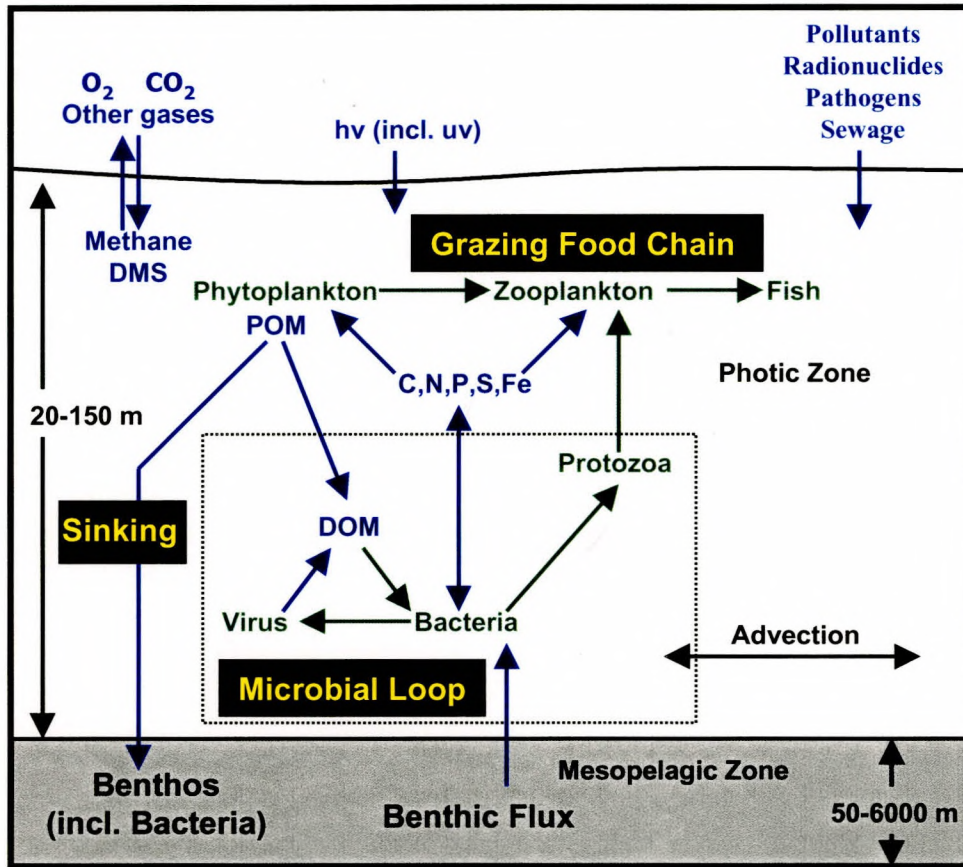 O2 CO2
Other gases
hv (incl. uv)
Pollutants
Radionuclides
Pathogens
Sewage
Methane
DMS
Grazing Food Chain
Phytoplankton
Zooplankton
Fish
POM
C,N,P,S,Fe
Photic Zone
20-150 m
Protozoa
Sinking
DOM
Virus
Bacteria
Advection
Microbial Loop
Mesopelagic Zone
Benthos
(incl. Bacteria)
Benthic Flux
50-6000 m